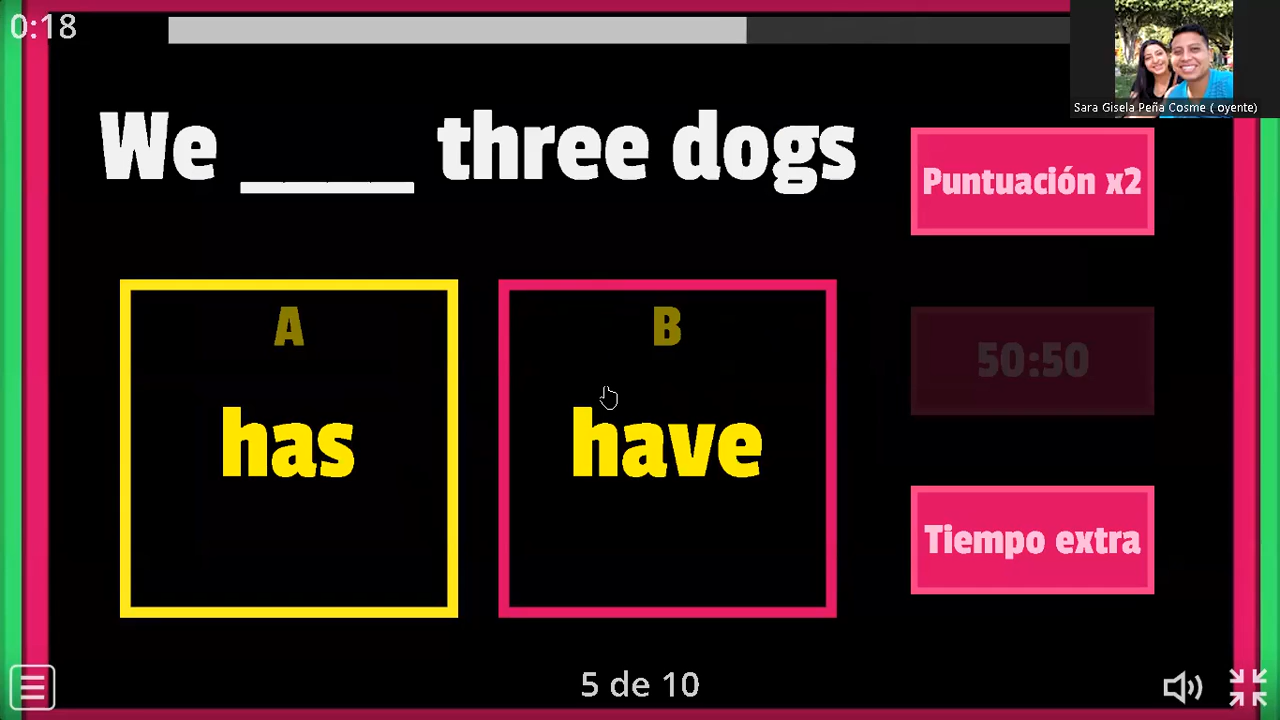 0:18
Sara Gisela Peña Cosme ( oyente)
We ____ three dogs
Puntuación x2
A
has
B
have
50:50
Tiempo extra
5 de 10